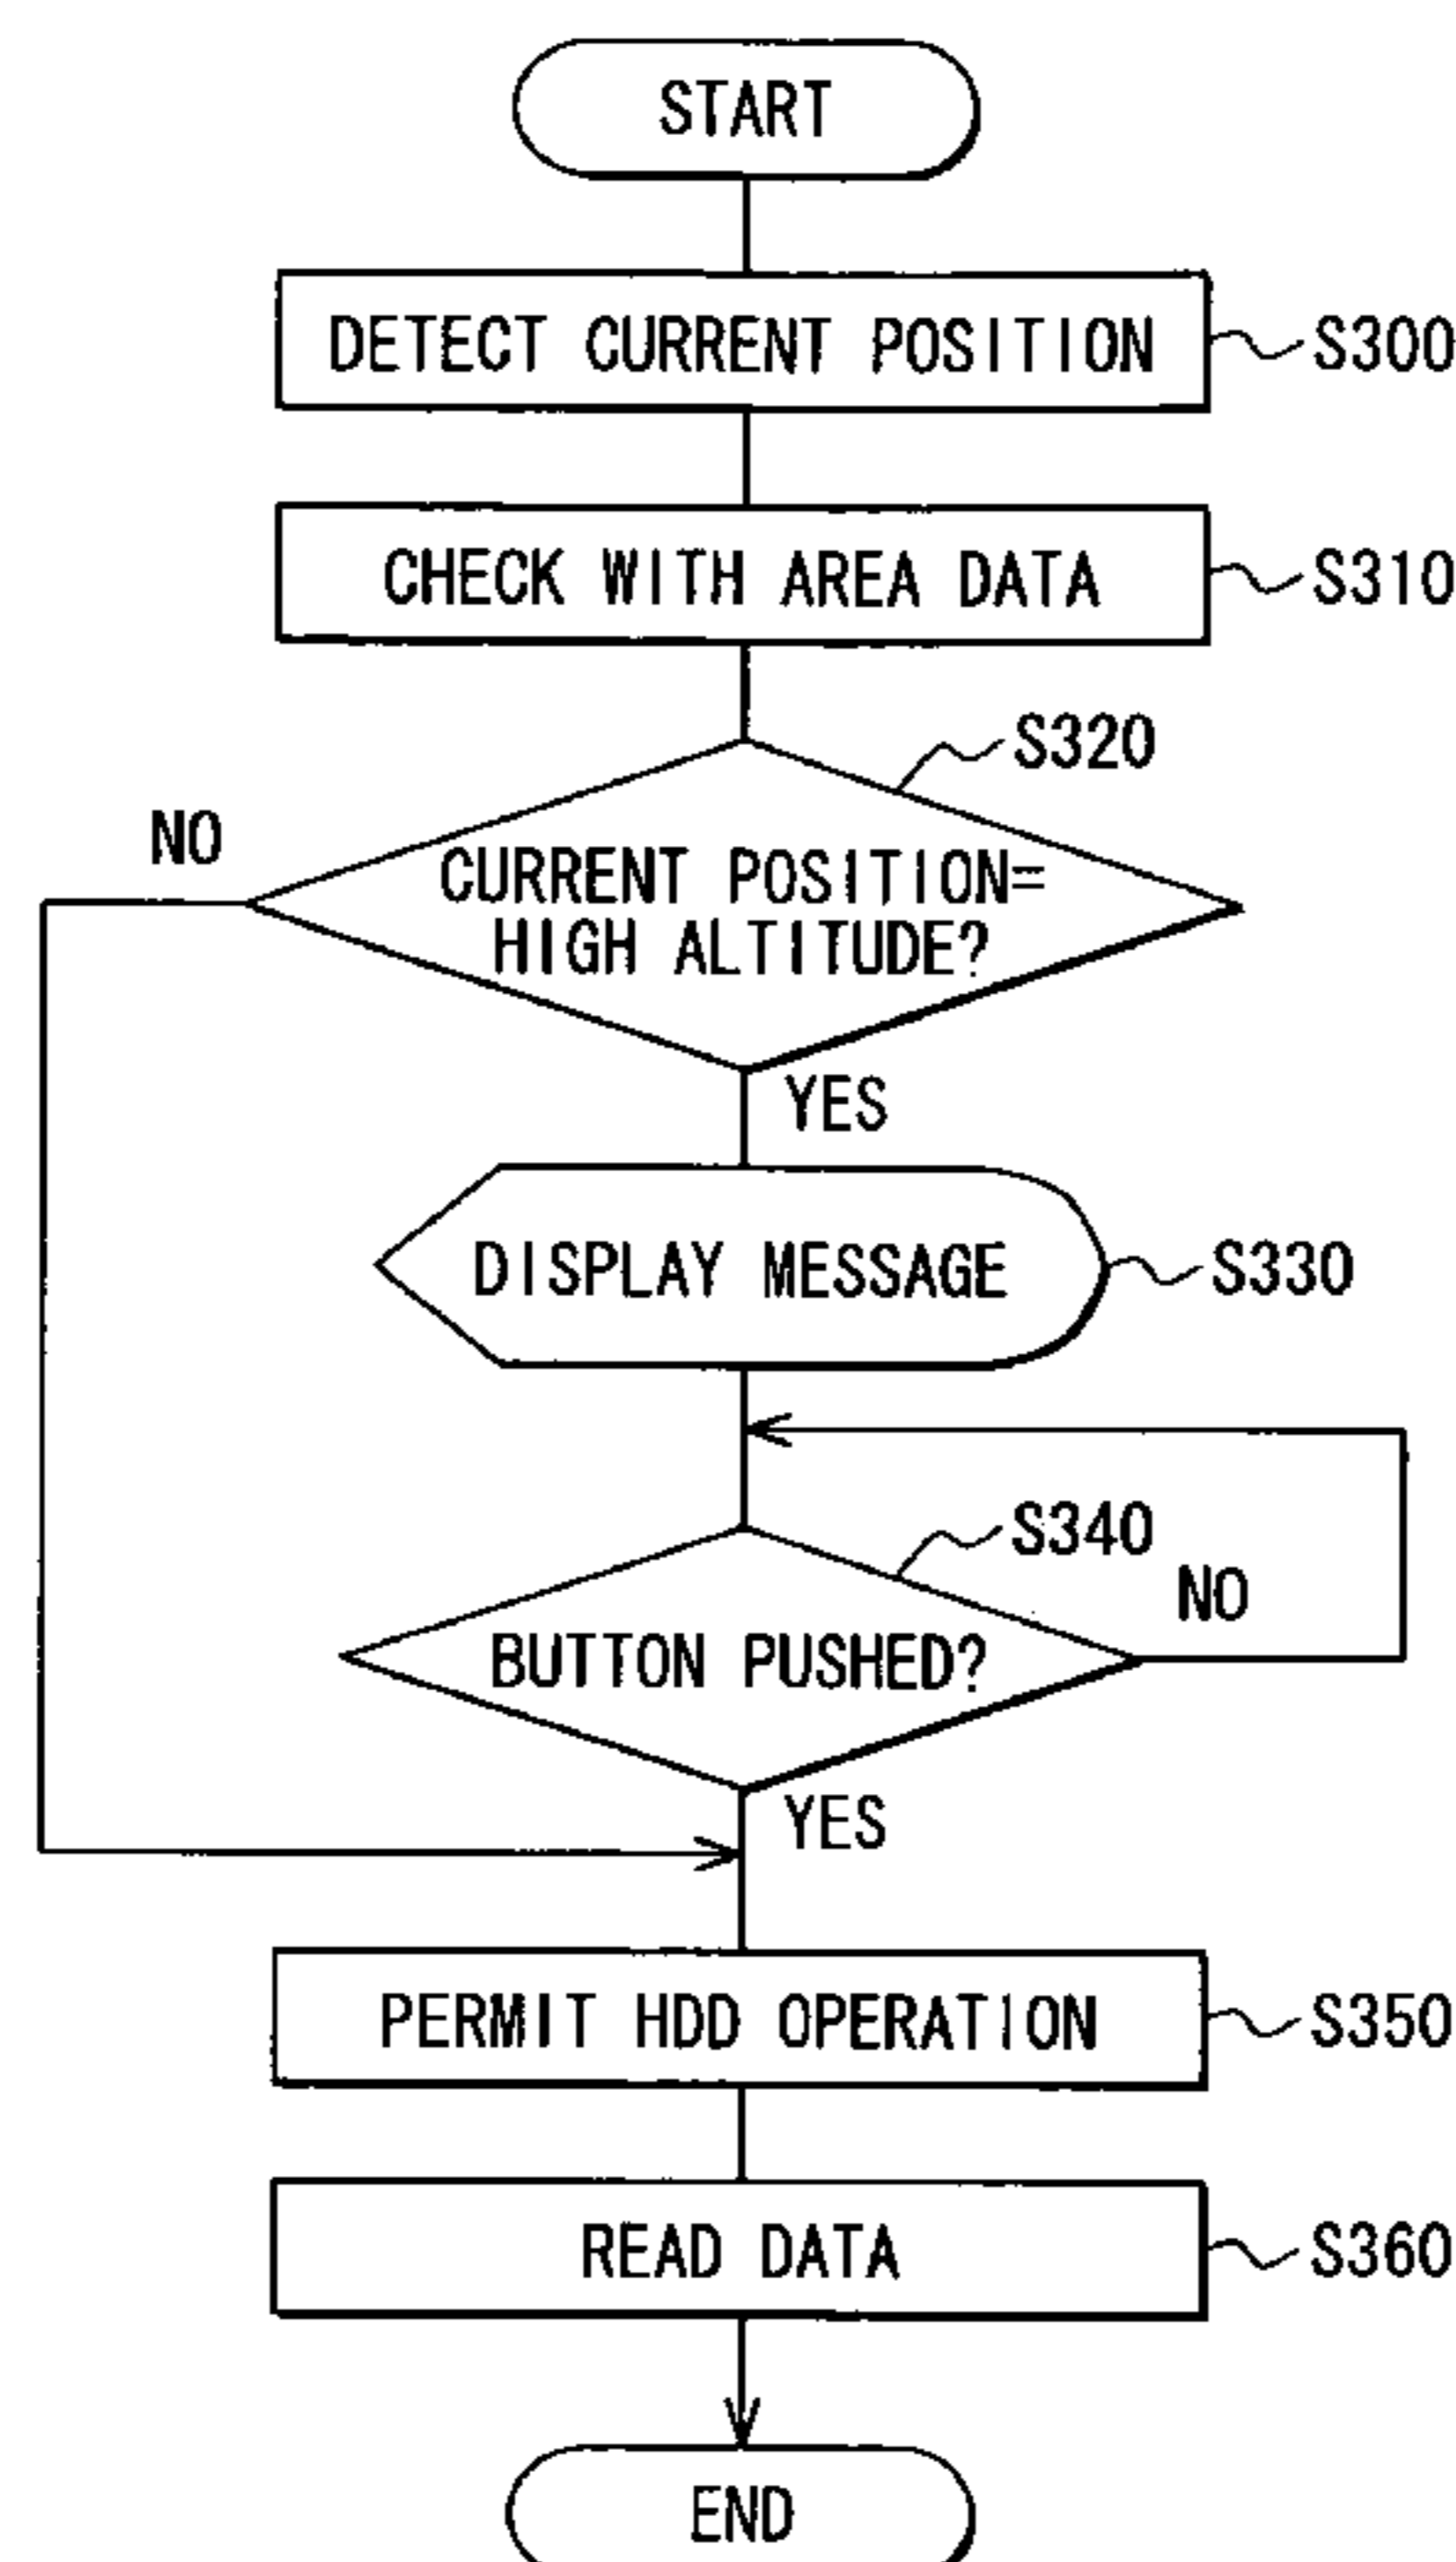 START
DETECT CURRENT POSITION
S300
CHECK WITH AREA DATA
S310
S320
NO
CURRENT POSITION=
HIGH ALTITUDE?
YES
DISPLAY MESSAGE
S330
S340
NO
BUTTON PUSHED?
YES
PERMIT HDD OPERATION
S350
READ DATA
S360
END